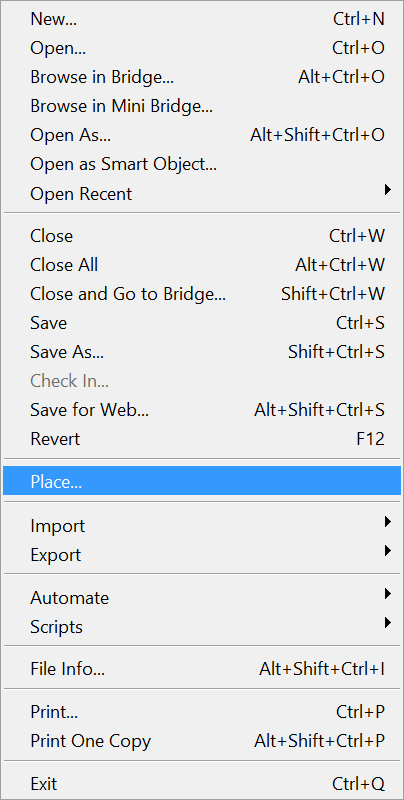 New... Ctrl+N
Open... Ctrl+O
Browse in Bridge... Alt+Ctrl+O
Browse in Mini Bridge...
Open As... Alt+Shift+Ctrl+O
Open as Smart Object...
Open Recent
Close Ctrl+W
Close All Alt+Ctrl+W
Close and Go to Bridge... Shift+Ctrl+W
Save Ctrl+S
Save As... Shift+Ctrl+S
Check In...
Save for Web... Alt+Shift+Ctrl+S
Revert F12
Place...
Import
Export
Automate
Scripts
File Info... Alt+Shift+Ctrl+I
Print... Ctrl+P
Print One Copy Alt+Shift+Ctrl+P
Exit Ctrl+Q